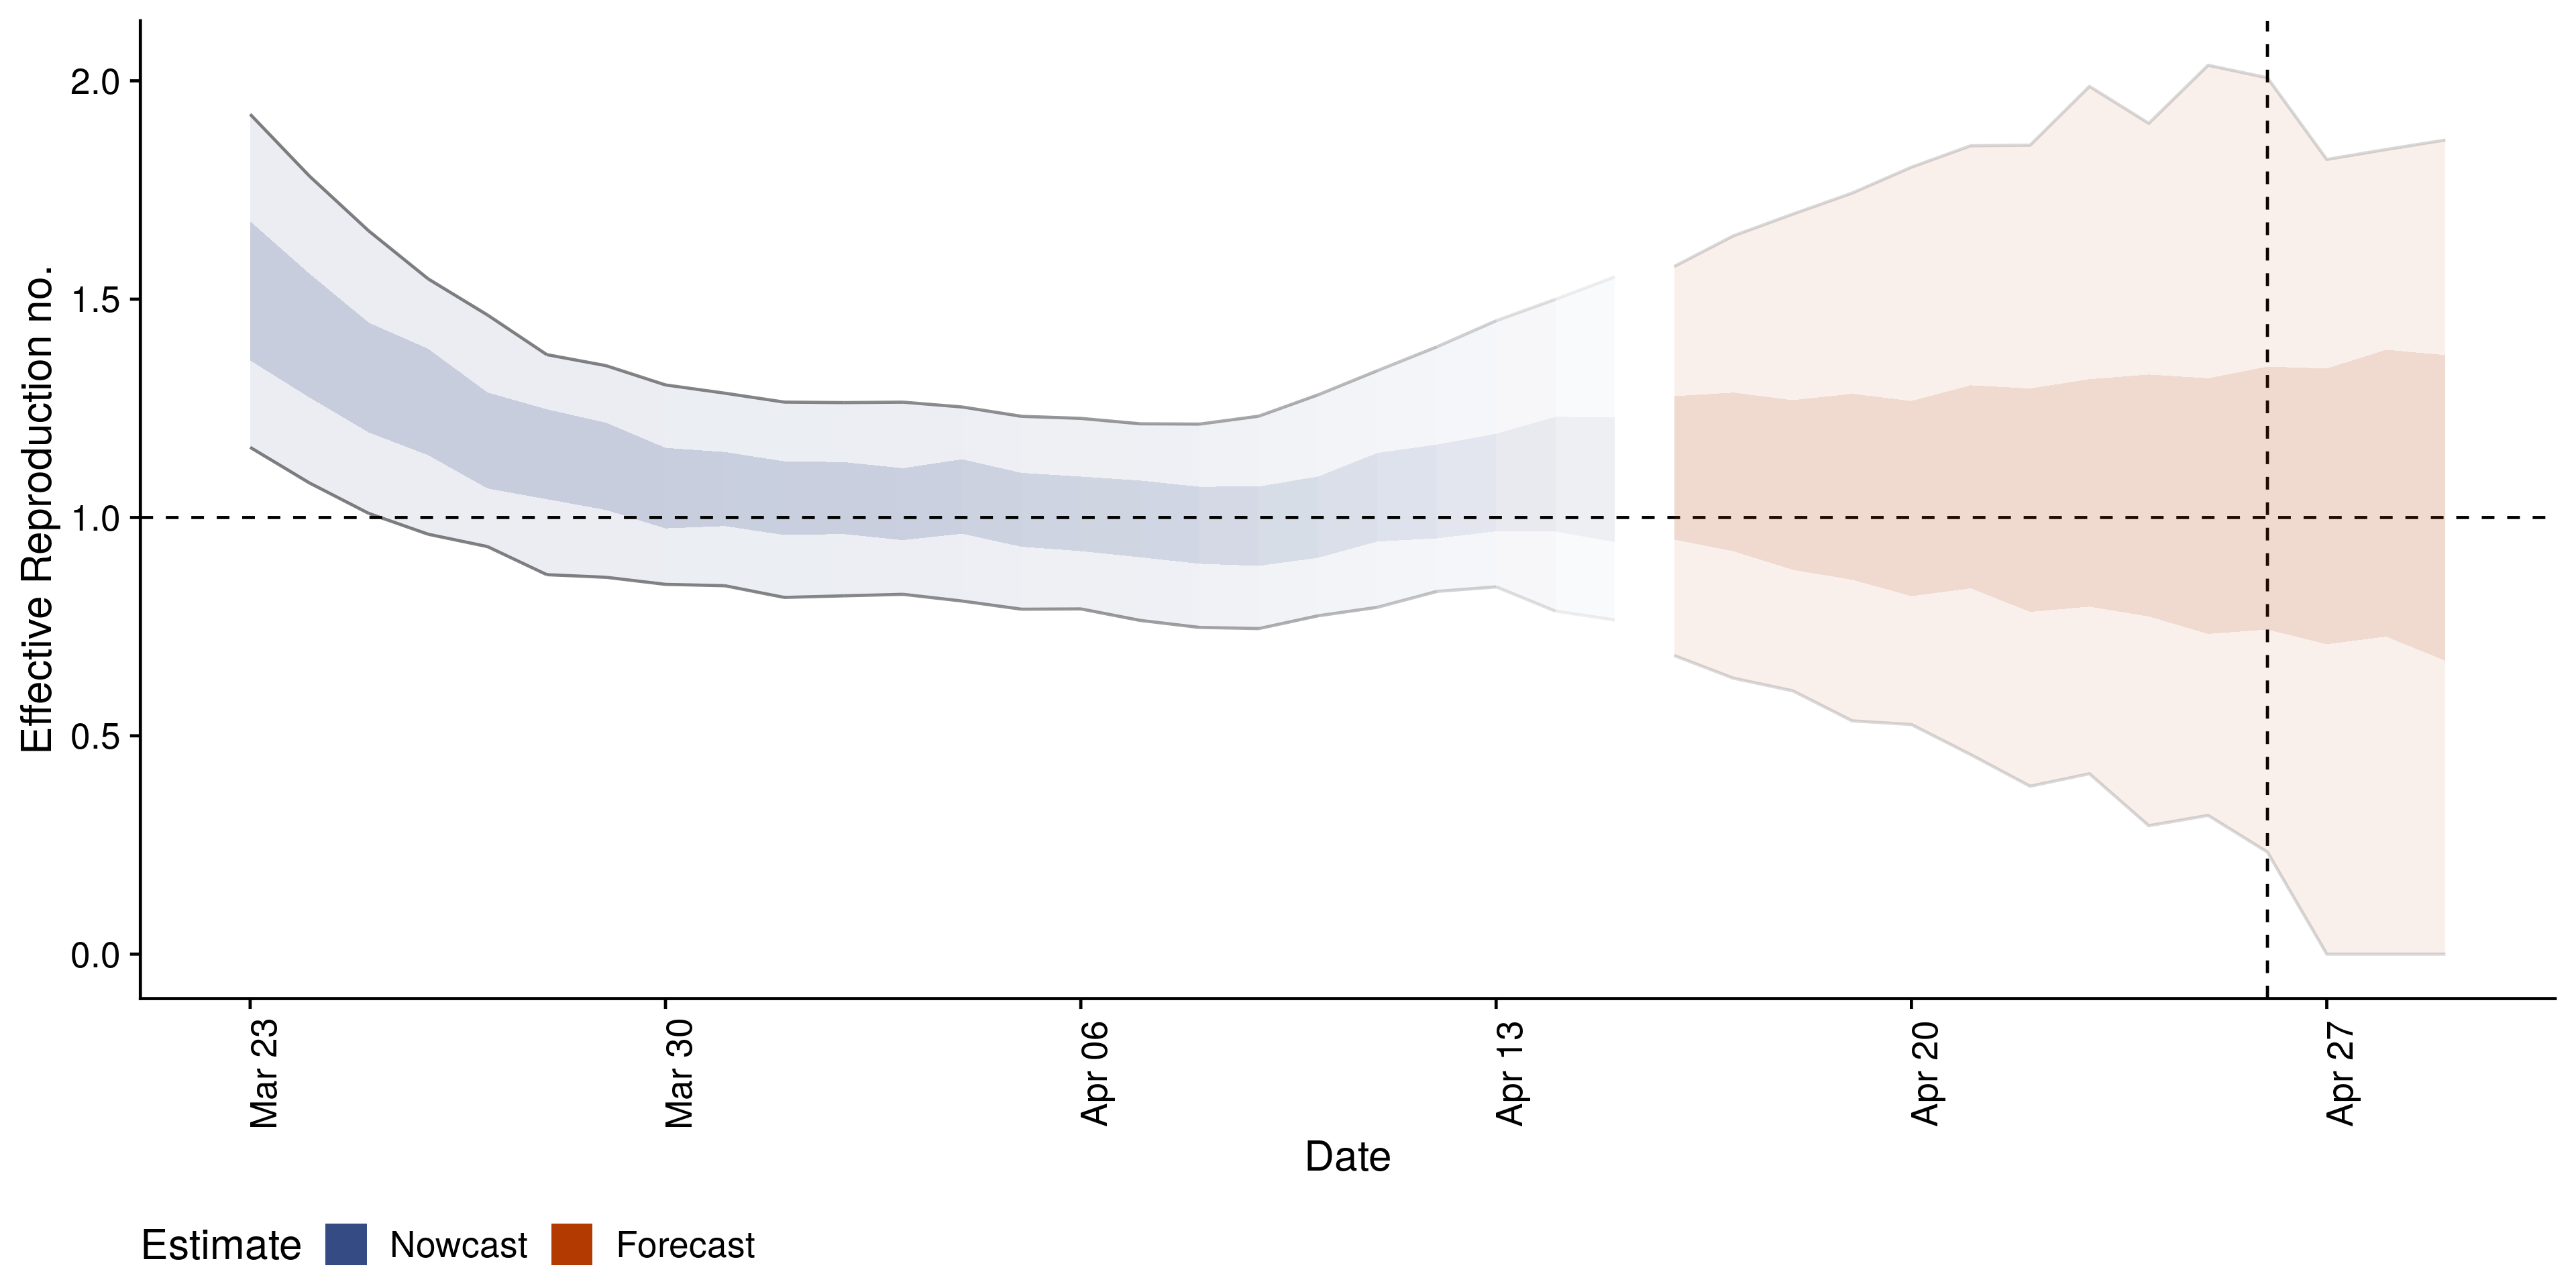 Effective Reproduction no.
2.0
1.5
1.0
0.5
0.0
Mar 23
Mar 30
Apr 06
Apr 13
Apr 20
Apr 27
Date
Estimate Nowcast Forecast